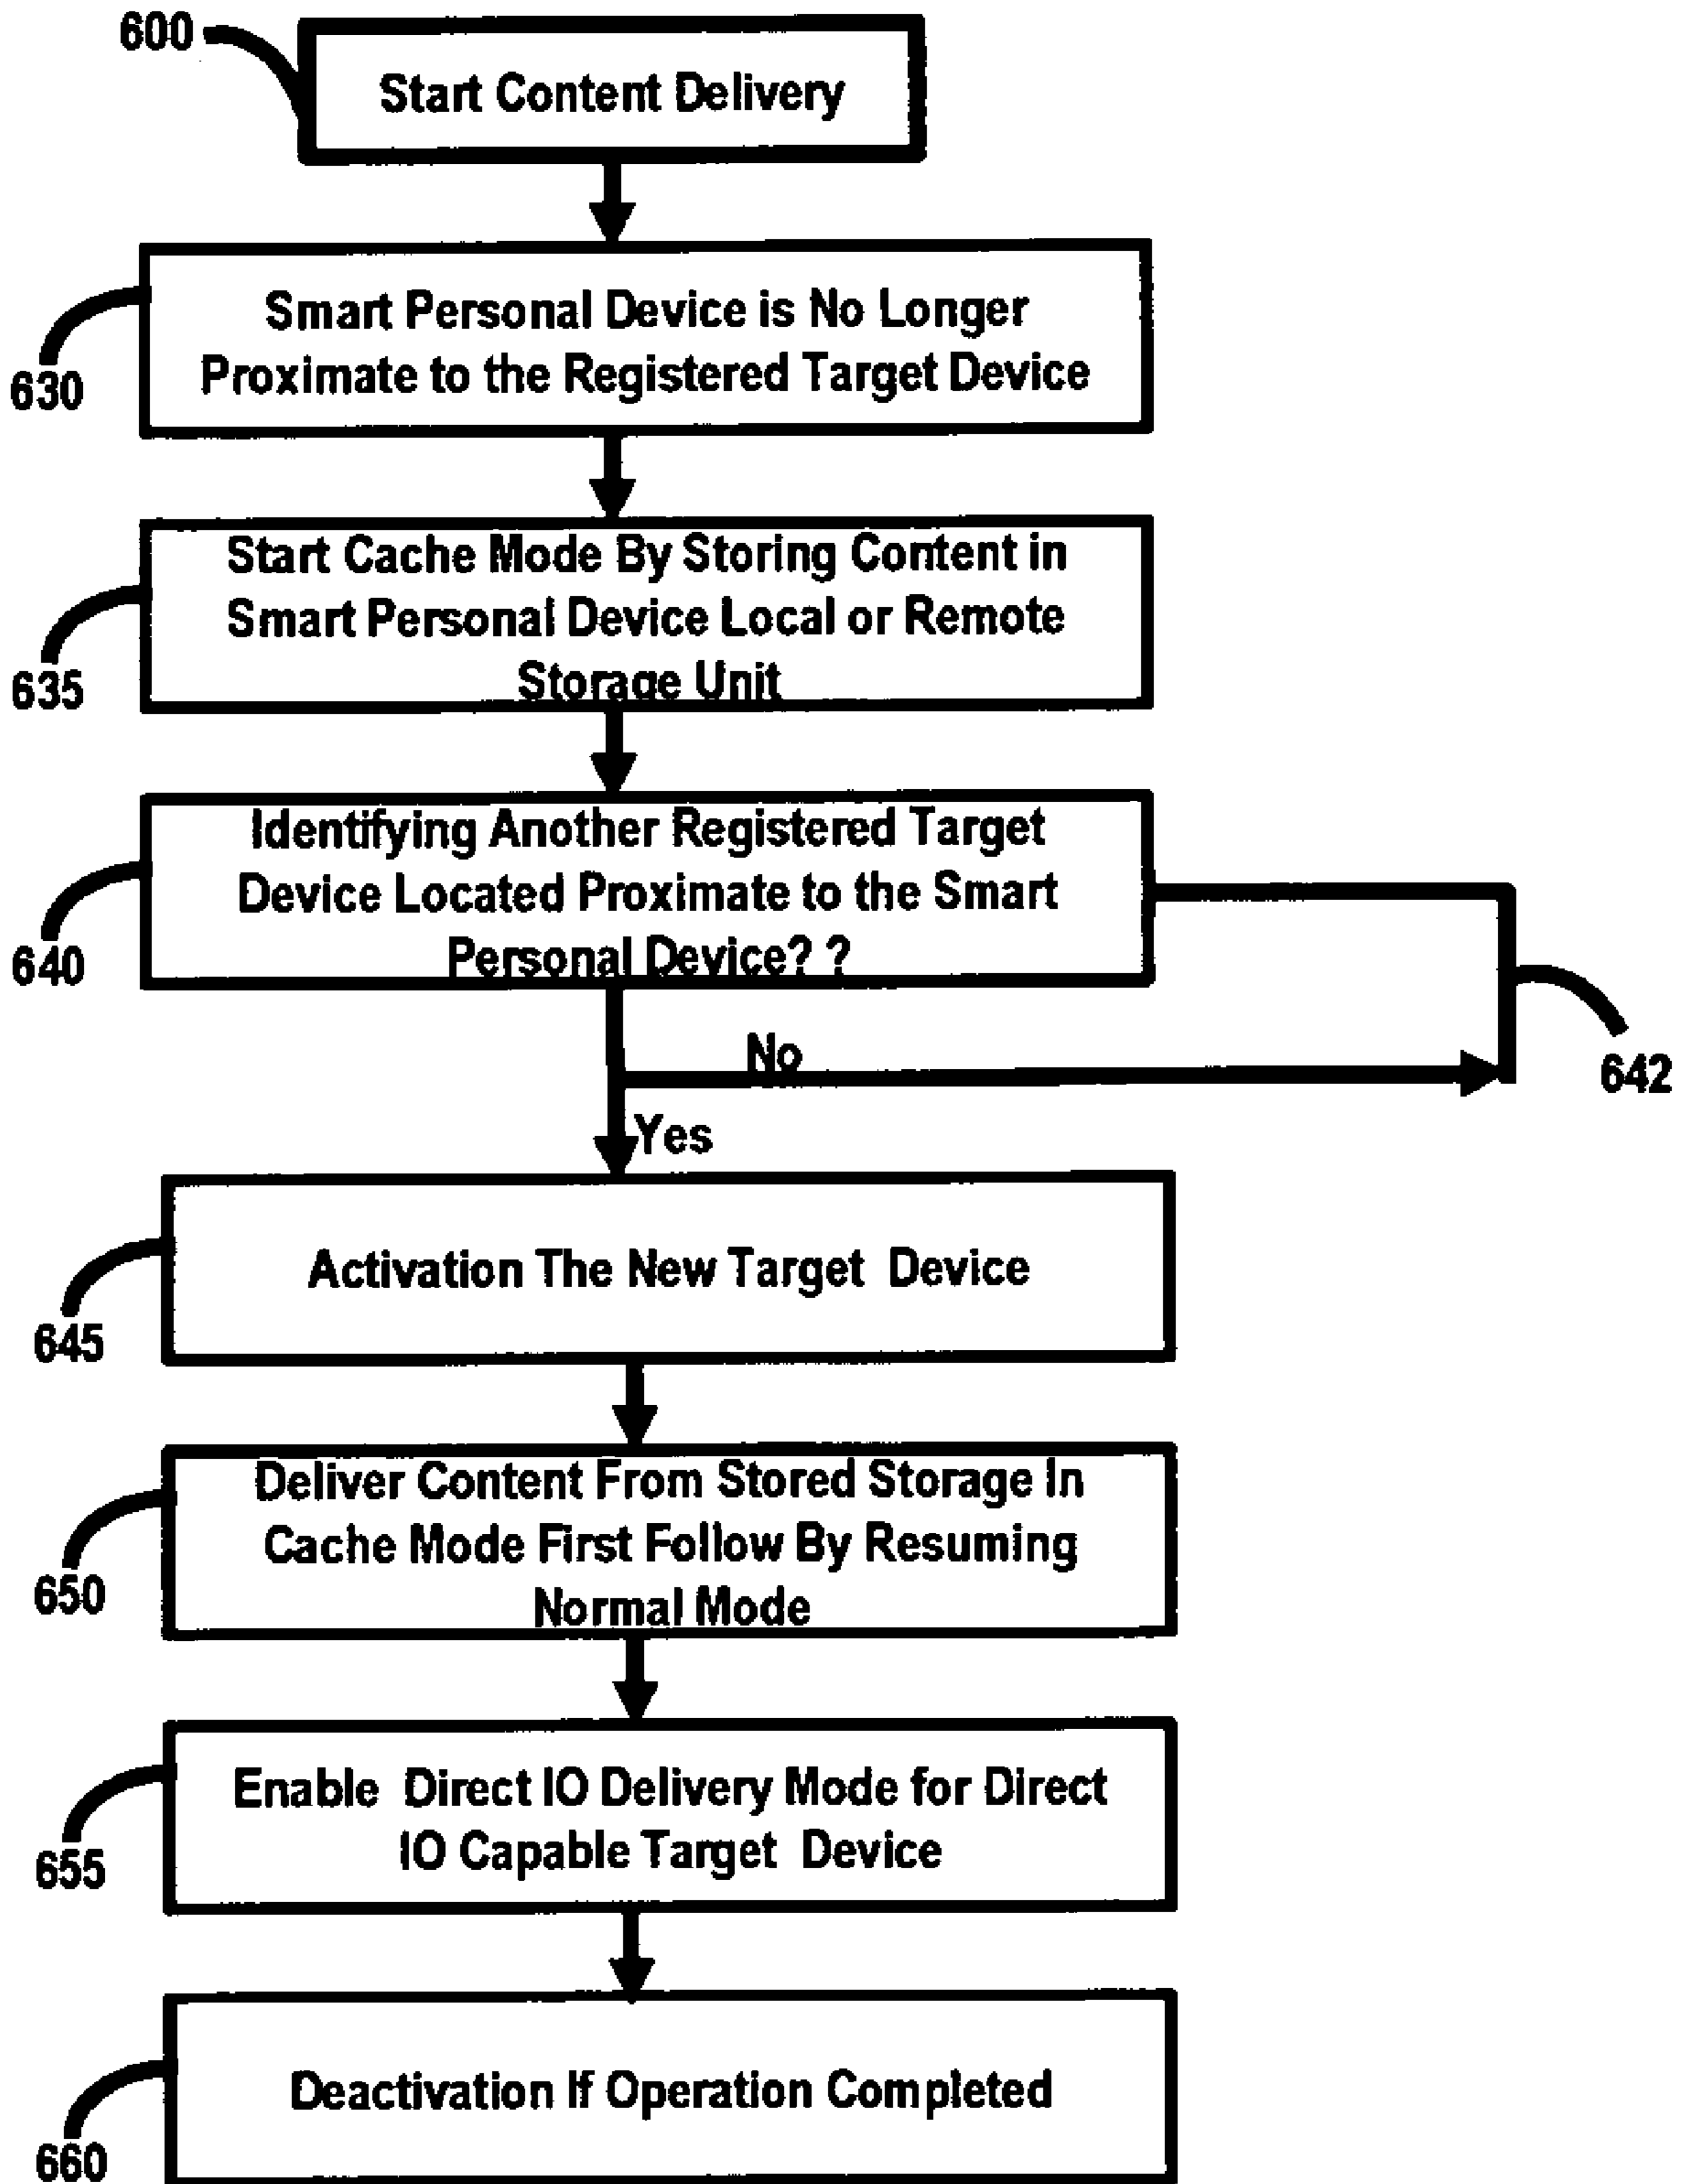 600
Start Content Delivery
Smart Personal Device is No Longer
Proximate to the Registered Target Device
630
Start Cache Mode By Storing Content in
Smart Personal Device Local or Remote
Storage Unit
635
Identifying Another Registered Target
Device Located Proximate to the Smart
Personal Device? ?
640
No
642
Yes
Activation The New Target Device
645
Deliver Content From Stored Storage In
Cache Mode First Follow By Resuming
Normal Mode
650
Enable Direct IO Delivery Mode for Direct
IO Capable Target Device
655
Deactivation If Operation Completed
660